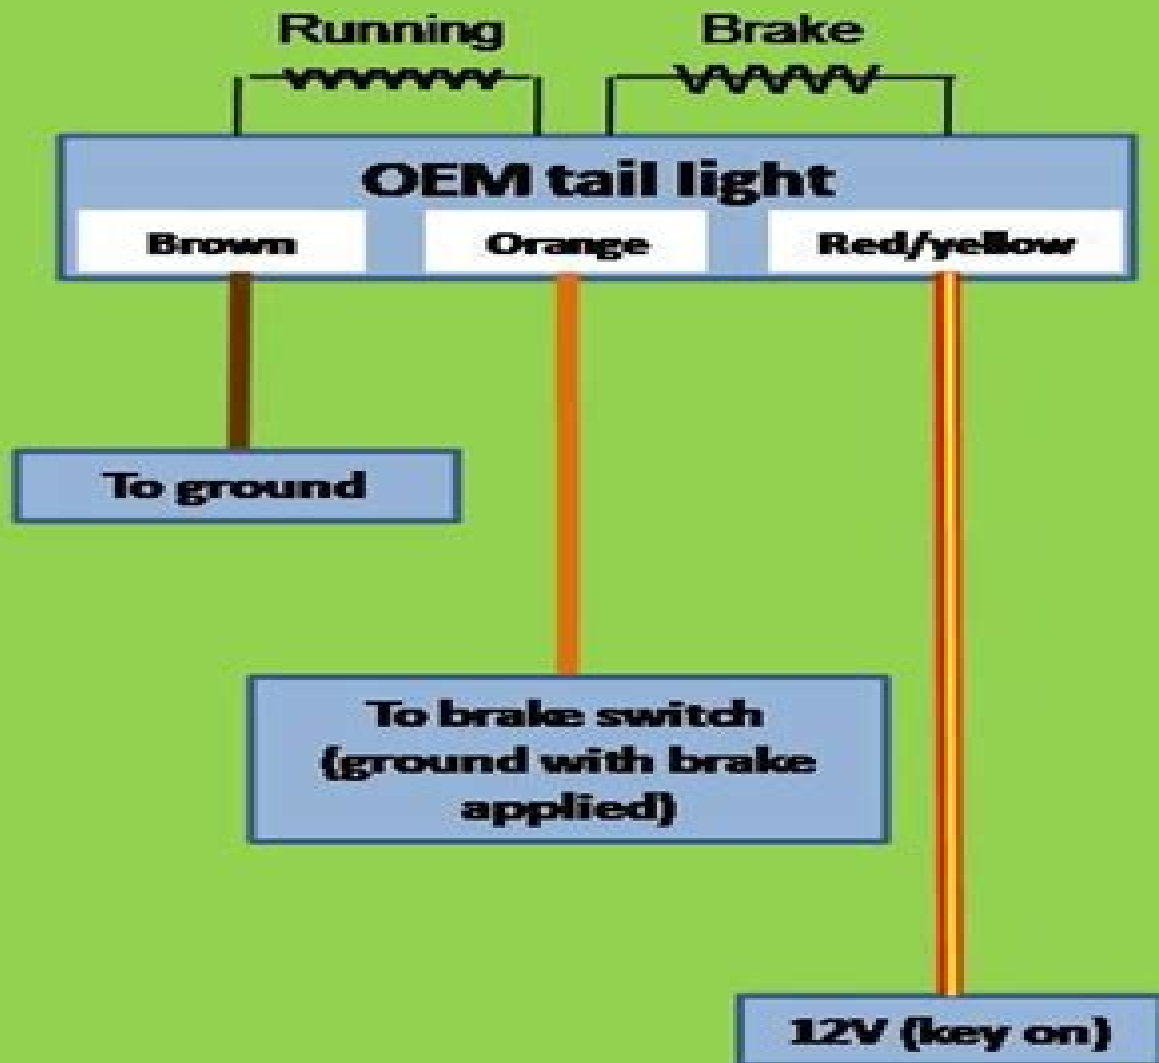 Running Brake
OEM tail light
Brown Orange Red/yellow
To ground
To brake switch
(ground with brake
applied)
12V (key on)